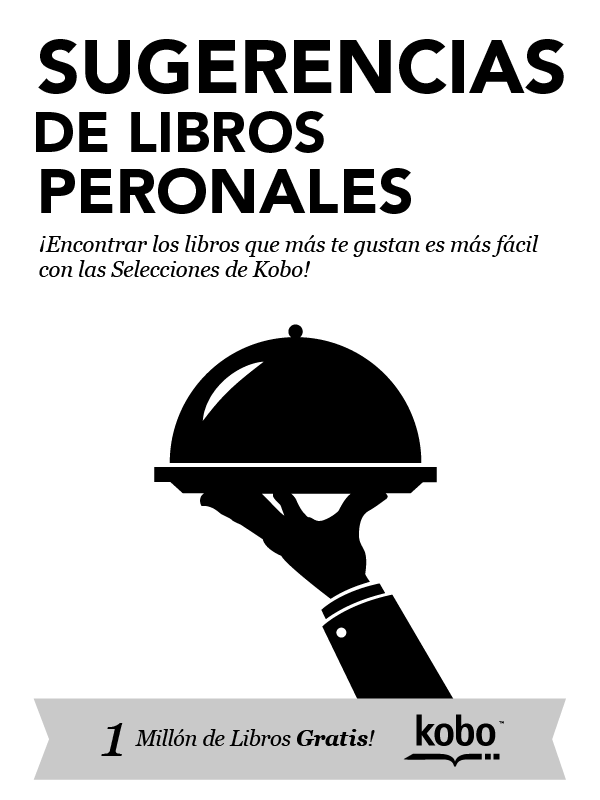 SUGERENCIAS
DE LIBROS
PERONALES
¡Encontrar los libros que más te gustan es más fácil
con las Selecciones de Kobo!
1 Millón de Libros Gratis!
kobo™